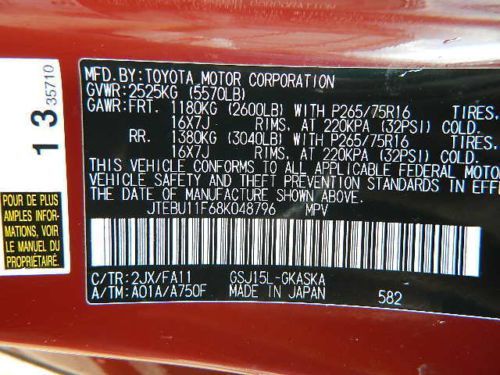 MFD.BY:TOYOTA MOTOR CORPORATION
GVWR:2525KG (5570LB)
GAWR:FRT. 1180KG (2600LB) WITH P265/75R16 TIRES.
16X7J RIMS, AT 220KPA (32PSI) COLD.
RR. 1380KG (3040LB) WITH P265/75R16 TIRES.
16X7J RIMS, AT 220KPA (32PSI) COLD.
THIS VEHICLE CONFORMS TO ALL APPLICABLE FEDERAL MOTOR
VEHICLE SAFETY AND THEFT PREVENTION STANDARDS IN EFF
THE DATE OF MANUFACTURE SHOWN ABOVE.
JTEBU11F68K048796 MPV
C/TR:2JX/FA11 GSJ15L-GKASKA
A/TM:A01A/A750F MADE IN JAPAN 582
1 3 35710
POUR DE PLUS
AMPLES
VOIR
LE MANUEL DU
PROPRIÉTAIRE.